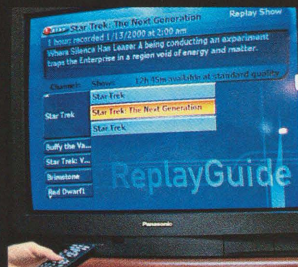 Star Trek: The Next Generation Replay Show
1 hour recorded 1/13/2000 at 2:00 am
Where Silence Has Lease: A being conducting an experiment
traps the Enterprise in a region void of energy and matter.
Channels Shows 12h 45m available at standard quality
Star Trek
Star Trek Star Trek: The Next Generation
Star Trek
Buffy the Va...
Star Trek: V...
Brimstone
Red Dwarf1
ReplayGuide
Panasonic